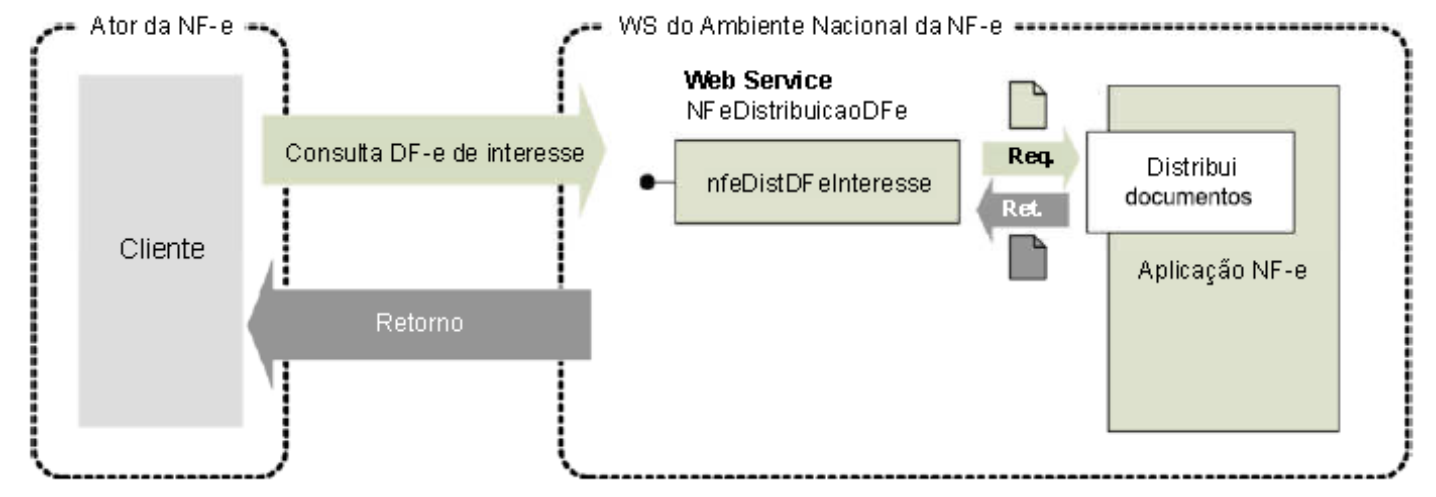 Ator da NF-e
WS do Ambiente Nacional da NF-e
Web Service
NFeDistribuicaoDFe
Consulta DF-e de interesse
nfeDistDFeInteresse
Req.
Ret.
Distribui
documentos
Cliente
Aplicação NF-e
Retorno